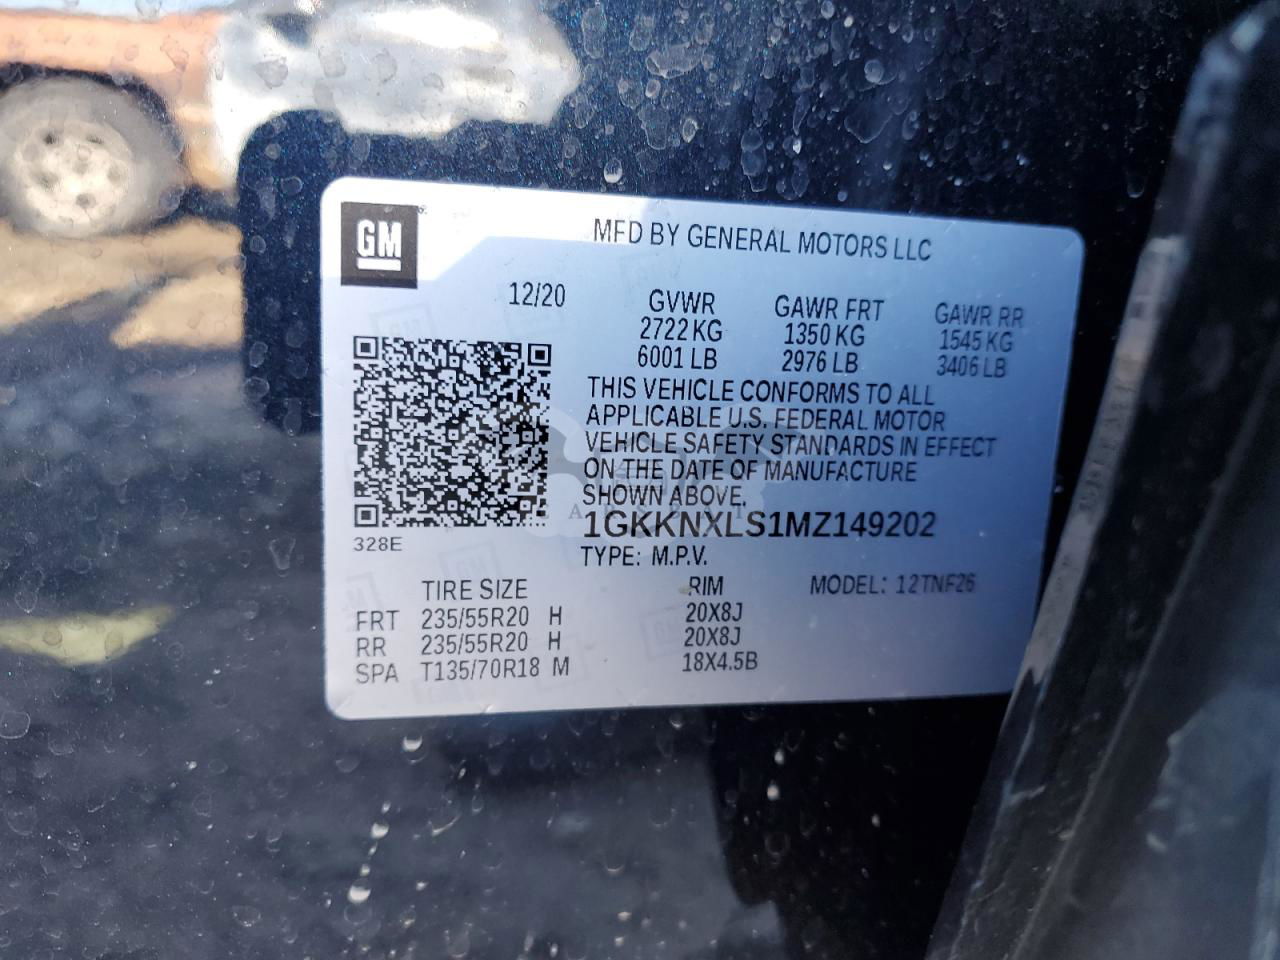 GM
MFD BY GENERAL MOTORS LLC
12/20 GVWR GAWR FRT GAWR RR
2722 KG 1350 KG 1545 KG
6001 LB 2976 LB 3406 LB
THIS VEHICLE CONFORMS TO ALL
APPLICABLE U.S. FEDERAL MOTOR
VEHICLE SAFETY STANDARDS IN EFFECT
ON THE DATE OF MANUFACTURE
SHOWN ABOVE.
1GKKNXLS1MZ149202
328E
TYPE: M.P.V.
TIRE SIZE RIM MODEL: 12TNF26
FRT 235/55R20 H 20X8J
RR 235/55R20 H 20X8J
SPA T135/70R18 M 18X4.5B